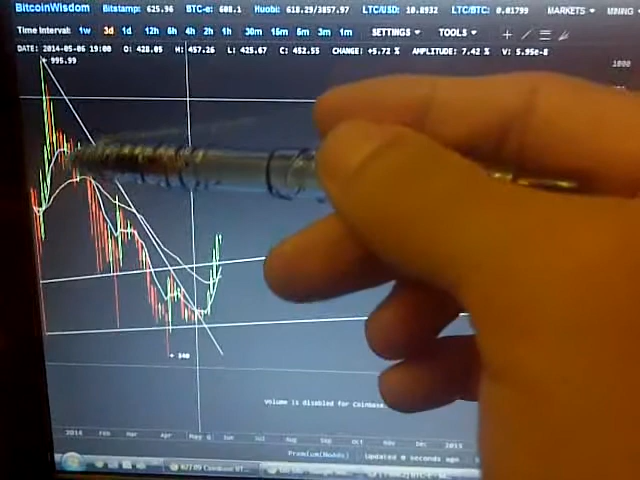 BitcoinWisdom Bitstamp: 625.96 BTC-e: 608.1 Huobi: 618.29/3857.97 LTC/USD: 10.8932 LTC/BTC: 0.01799 MARKETS MINING
Time Interval: 1w 3d 1d 12h 6h 4h 2h 1h 30m 15m 5m 3m 1m SETTINGS TOOLS
DATE: 2014-05-06 19:00 O: 428.05 H: 457.26 L: 425.67 C: 452.55 CHANGE: +5.72 % AMPLITUDE: 7.42 % V: 5.95e-8
995.99
1000
340
Volume is disabled for Coinbase.
2014 Feb Mar Apr May 6 Jun Jul Aug Sep Oct Nov Dec 2015
Updated 0 seconds ago